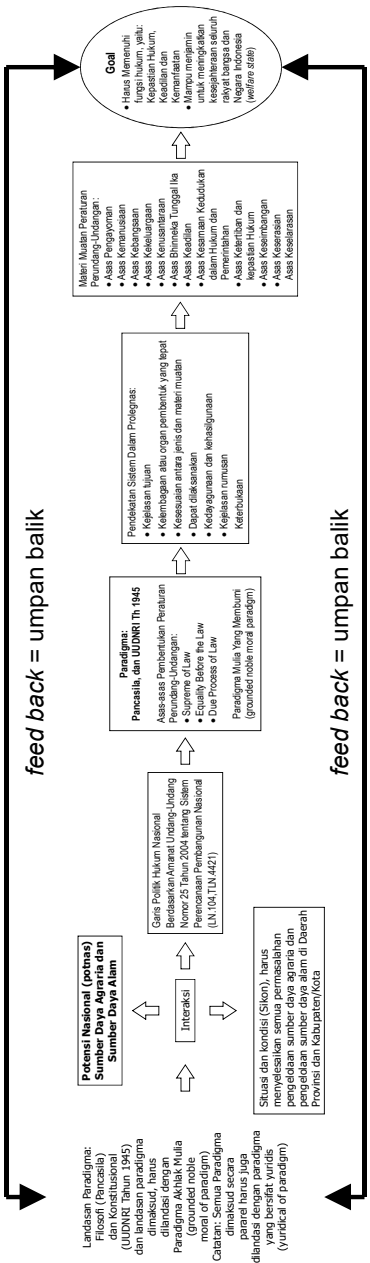 feed back = umpan balik
Landasan Paradigma:
Filosofi (Pancasila)
dan Konstitusional
(UUDNRI Tahun 1945)
dan landasan paradigma
dimaksud, harus
dilandasi dengan
Paradigma Akhlak Mulia
(grounded noble
moral of paradigm)
Catatan: Semua Paradigma
dimaksud secara
pararel harus juga
dilandasi dengan paradigma
yang bersifat yuridis
(yuridical of paradigm)
Potensi Nasional (potnas)
Sumber Daya Agraria dan
Sumber Daya Alam
Interaksi
Situasi dan kondisi (Sikon), harus
menyelesaikan semua permasalahan
pengelolaan sumber daya agraria dan
pengelolaan sumber daya alam di Daerah
Provinsi dan Kabupaten/Kota
Garis Politik Hukum Nasional
Berdasarkan Amanat Undang-Undang
Nomor 25 Tahun 2004 tentang Sistem
Perencanaan Pembangunan Nasional
(LN.104,TLN.4421)
Paradigma:
Pancasila, dan UUDNRI Th 1945
Asas-asas Pembentukan Peraturan
Perundang-Undangan:
• Supreme of Law
• Equality Before the Law
• Due Process of Law
Paradigma Mulia Yang Membumi
(grounded noble moral paradigm)
Pendekatan Sistem Dalam Prolegnas:
• Kejelasan tujuan
• Kelembagaan atau organ pembentuk yang tepat
• Kesesuaian antara jenis dan materi muatan
• Dapat dilaksanakan
• Kedayagunaan dan kehasilgunaan
• Kejelasan rumusan
Keterbukaan
Materi Muatan Peraturan
Perundang-Undangan:
• Asas Pengayoman
• Asas Kemanusiaan
• Asas Kebangsaan
• Asas Kekeluargaan
• Asas Kenusantaraan
• Asas Bhinneka Tunggal Ika
• Asas Keadilan
• Asas Kesamaan Kedudukan
dalam Hukum dan
Pemerintahan
• Asas Ketertiban dan
kepastian Hukum
• Asas Keseimbangan
• Asas Keserasian
Asas Keselarasan
Goal
• Harus Memenuhi
fungsi hukum, yaitu:
Kepastian Hukum,
Keadilan dan
Kemanfaatan
• Mampu menjamin
untuk meningkatkan
kesejahteraan seluruh
rakyat bangsa dan
Negara Indonesia
(welfare state)
feed back = umpan balik